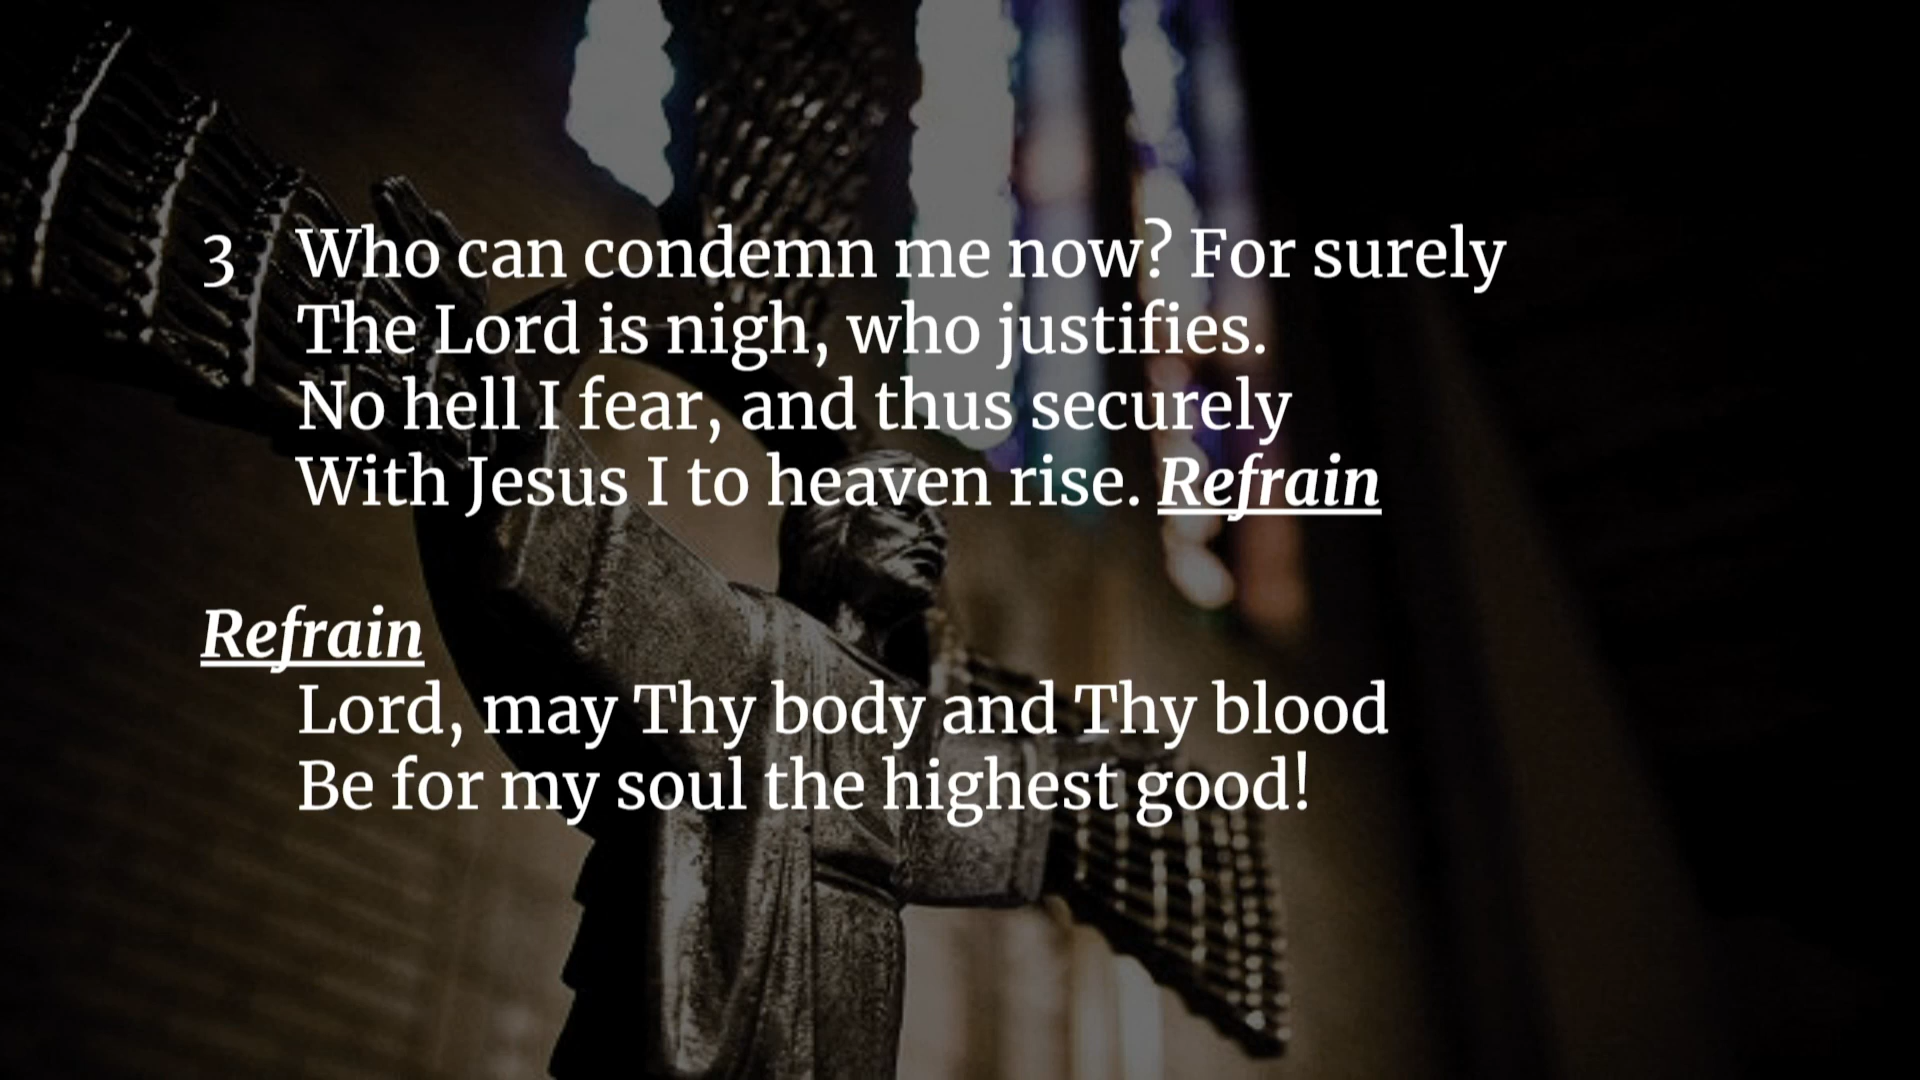 3 Who can condemn me now? For surely
The Lord is nigh, who justifies.
No hell I fear, and thus securely
With Jesus I to heaven rise. Refrain
Refrain
Lord, may Thy body and Thy blood
Be for my soul the highest good!